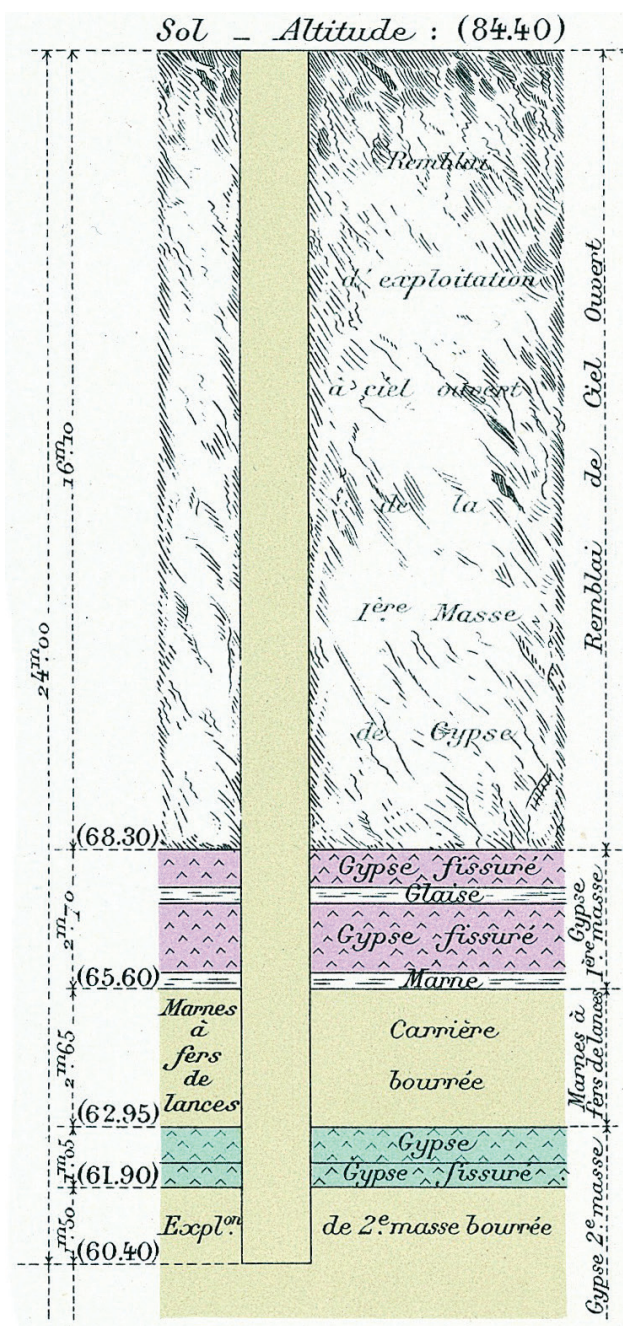 Sol _ Altitude : (84.40)
Remblai
d'exploitation
à ciel ouvert
de la
1ère Masse
de Gypse
Remblai de Ciel Ouvert
16m.10
24m.00
(68.30)
Gypse fissuré
Glaise
Gypse fissuré
Marne
2m.70
Gypse
1ère masse
(65.60)
Marnes
à
fers
de
lances
Carrière
bourrée
2m.65
Marnes à
fers de lances
(62.95)
Gypse
Gypse fissuré
1m.05
(61.90)
Expl.on de 2e. masse bourrée
1m.50
(60.40)
Gypse 2e. masse